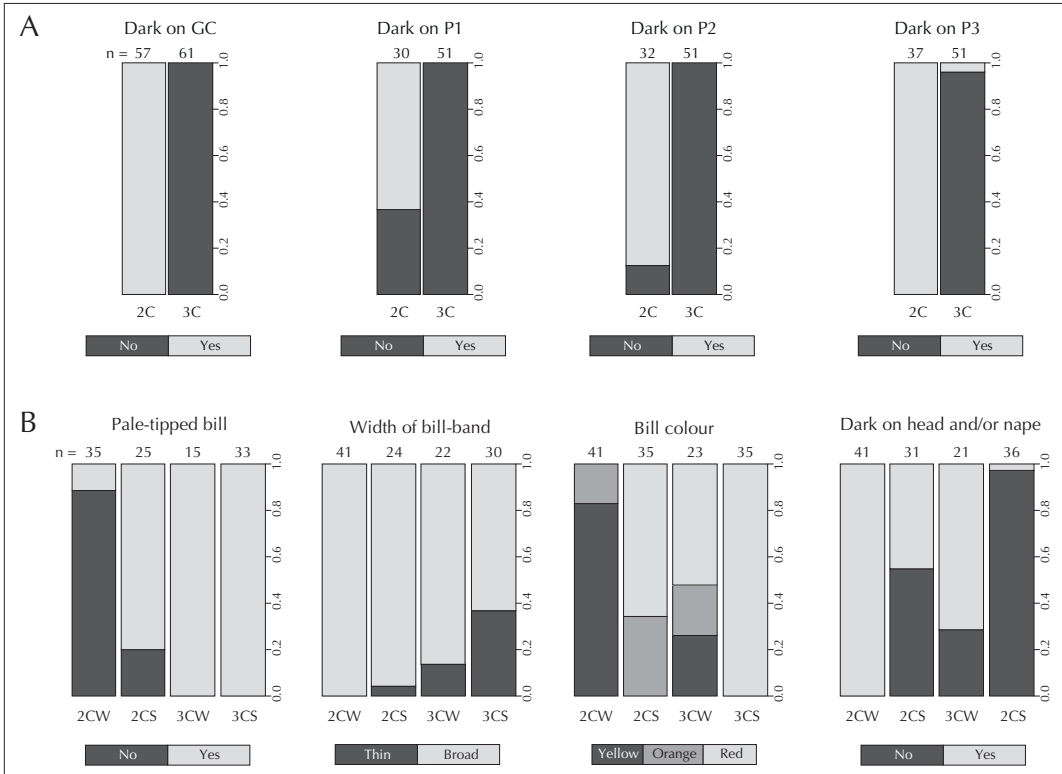 A
Dark on GC
Dark on P1
Dark on P2
Dark on P3
n = 57 61
30 51
32 51
37 51
1.0
0.8
0.6
0.4
0.2
0.0
1.0
0.8
0.6
0.4
0.2
0.0
1.0
0.8
0.6
0.4
0.2
0.0
1.0
0.8
0.6
0.4
0.2
0.0
2C 3C
2C 3C
2C 3C
2C 3C
No Yes
No Yes
No Yes
No Yes
B
Pale-tipped bill
Width of bill-band
Bill colour
Dark on head and/or nape
n = 35 25 15 33
41 24 22 30
41 35 23 35
41 31 21 36
1.0
0.8
0.6
0.4
0.2
0.0
1.0
0.8
0.6
0.4
0.2
0.0
1.0
0.8
0.6
0.4
0.2
0.0
1.0
0.8
0.6
0.4
0.2
0.0
2CW 2CS 3CW 3CS
2CW 2CS 3CW 3CS
2CW 2CS 3CW 3CS
2CW 2CS 3CW 2CS
No Yes
Thin Broad
Yellow Orange Red
No Yes